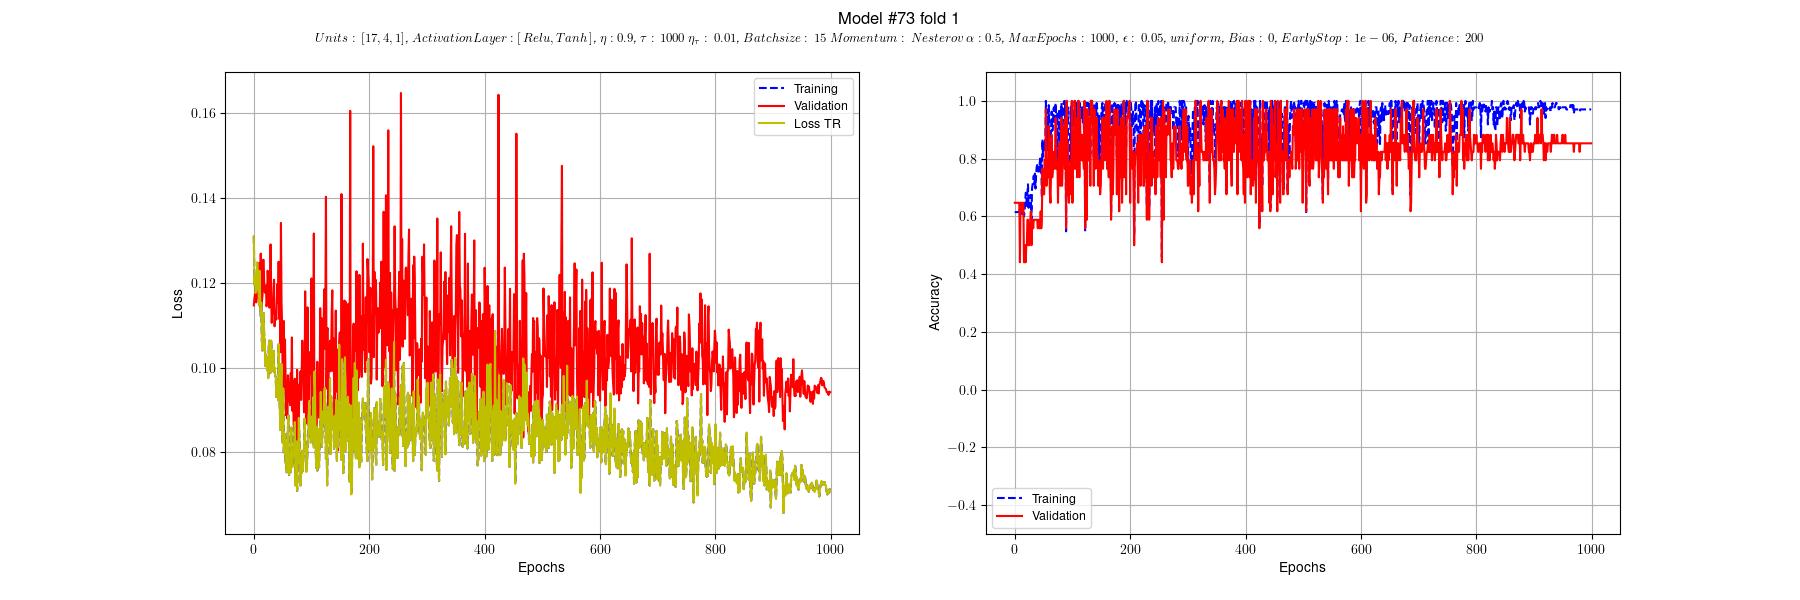 Model #73 fold 1
Units : [17, 4, 1], ActivationLayer : [ Relu, Tanh ], η : 0.9, τ : 1000 ητ : 0.01, Batchsize : 15 Momentum : Nesterov α : 0.5, MaxEpochs : 1000, ϵ : 0.05, uniform, Bias : 0, EarlyStop : 1e − 06, Patience : 200
Loss
0.16
0.14
0.12
0.10
0.08
0 200 400 600 800 1000
Epochs
Training
Validation
Loss TR
Accuracy
1.0
0.8
0.6
0.4
0.2
0.0
−0.2
−0.4
0 200 400 600 800 1000
Epochs
Training
Validation